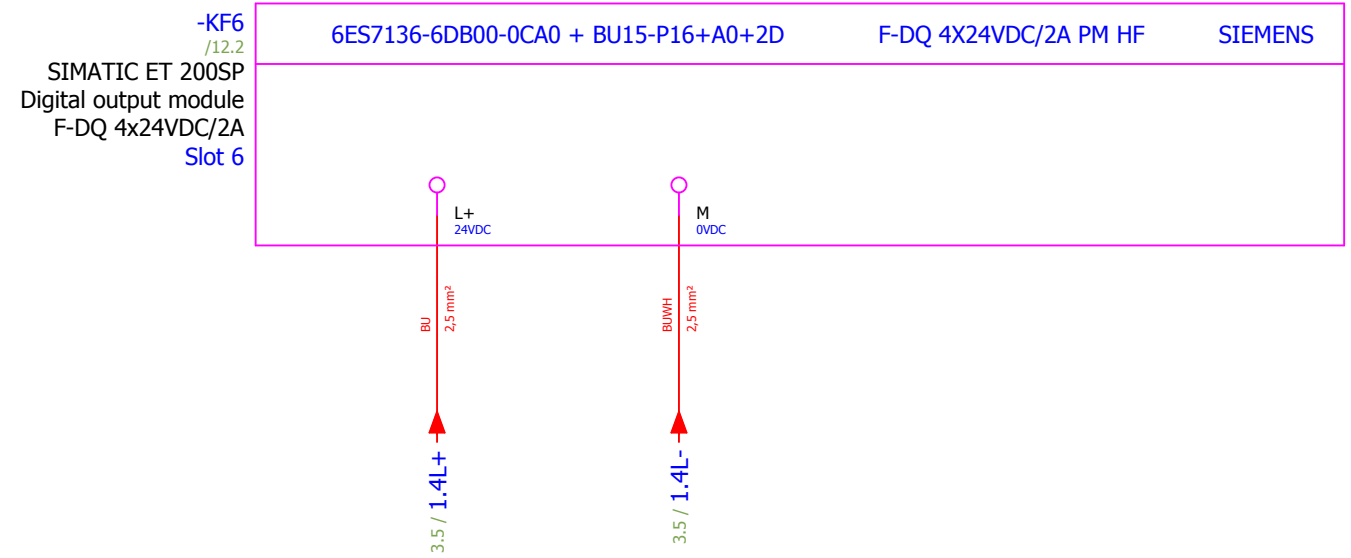 -KF6
/12.2
SIMATIC ET 200SP
Digital output module
F-DQ 4x24VDC/2A
Slot 6
6ES7136-6DB00-0CA0 + BU15-P16+A0+2D F-DQ 4X24VDC/2A PM HF SIEMENS
L+
24VDC
M
0VDC
BU
2,5 mm²
BUWH
2,5 mm²
3.5 / 1.4L+
3.5 / 1.4L-